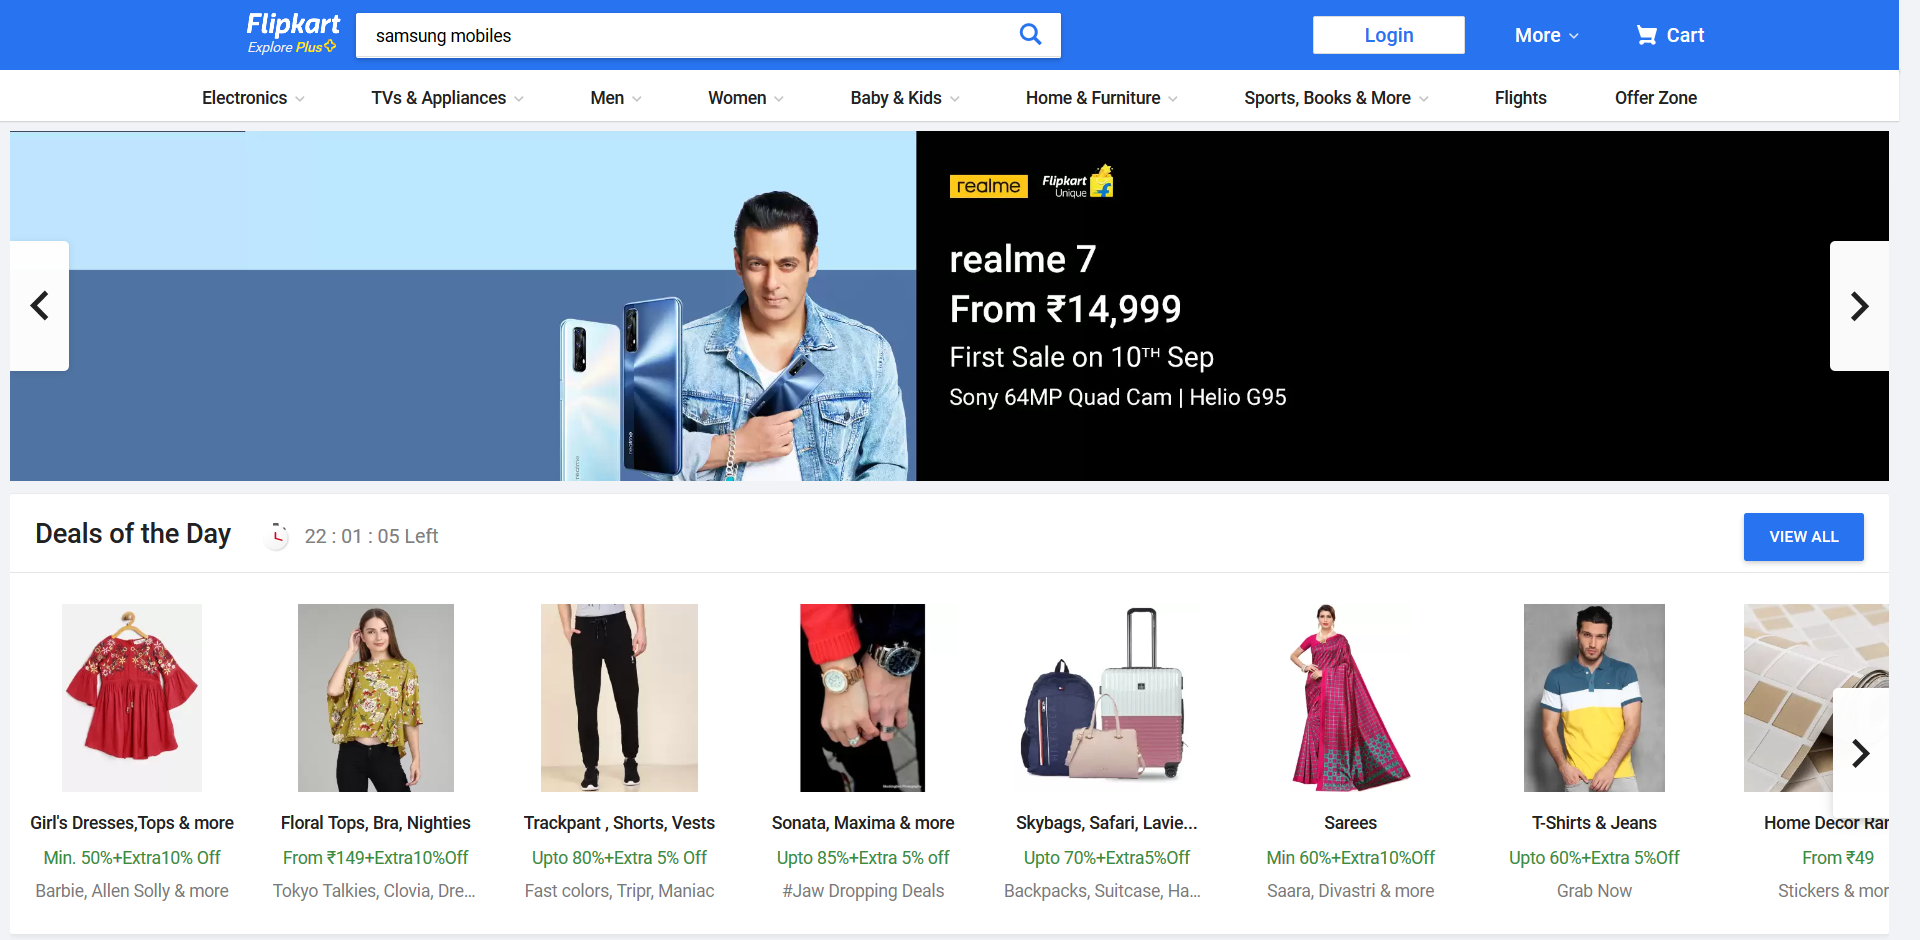 Flipkart
Explore Plus
samsung mobiles
Login
More
Cart
Electronics
TVs & Appliances
Men
Women
Baby & Kids
Home & Furniture
Sports, Books & More
Flights
Offer Zone
realme
Flipkart
Unique
realme 7
From ₹14,999
First Sale on 10TH Sep
Sony 64MP Quad Cam | Helio G95
realme
realme
Deals of the Day
22 : 01 : 05 Left
VIEW ALL
Girl's Dresses,Tops & more
Min. 50%+Extra10% Off
Barbie, Allen Solly & more
Floral Tops, Bra, Nighties
From ₹149+Extra10%Off
Tokyo Talkies, Clovia, Dre...
Trackpant , Shorts, Vests
Upto 80%+Extra 5% Off
Fast colors, Tripr, Maniac
Sonata, Maxima & more
Upto 85%+Extra 5% off
#Jaw Dropping Deals
Skybags, Safari, Lavie...
Upto 70%+Extra5%Off
Backpacks, Suitcase, Ha...
Sarees
Min 60%+Extra10%Off
Saara, Divastri & more
T-Shirts & Jeans
Upto 60%+Extra 5%Off
Grab Now
Home Decor Ran
From ₹49
Stickers & mor